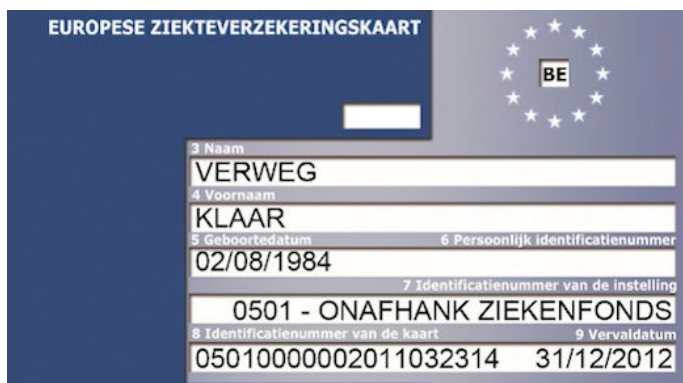 EUROPESE ZIEKTEVERZEKERINGSKAART
BE
3 Naam
VERWEG
4 Voornaam
KLAAR
5 Geboortedatum 6 Persoonlijk identificatienummer
02/08/1984
7 Identificatienummer van de instelling
0501 - ONAFHANK ZIEKENFONDS
8 Identificatienummer van de kaart 9 Vervaldatum
05010000002011032314 31/12/2012